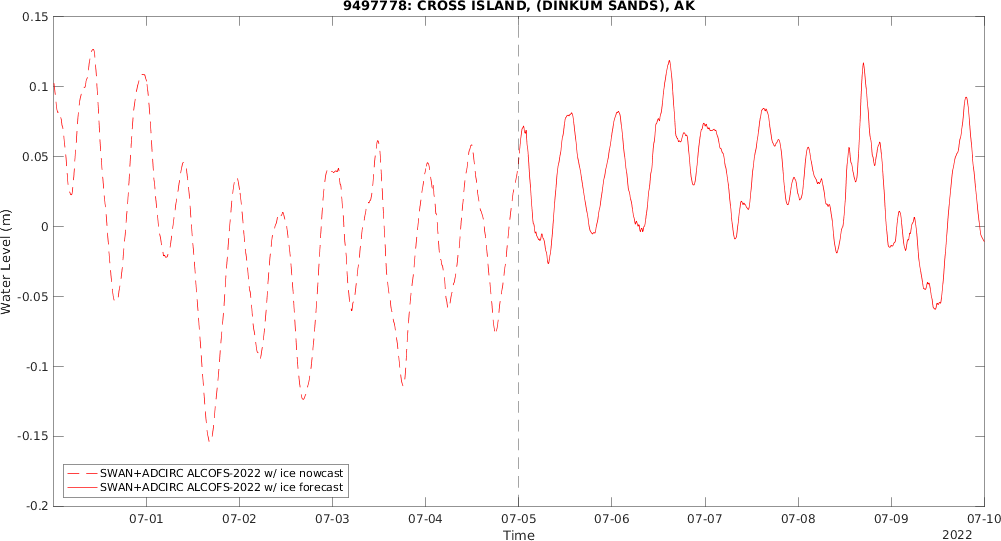 9497778: CROSS ISLAND, (DINKUM SANDS), AK
0.15
0.1
0.05
0
-0.05
-0.1
-0.15
-0.2
Water Level (m)
SWAN+ADCIRC ALCOFS-2022 w/ ice nowcast
SWAN+ADCIRC ALCOFS-2022 w/ ice forecast
07-01 07-02 07-03 07-04 07-05 07-06 07-07 07-08 07-09 07-10
Time
2022